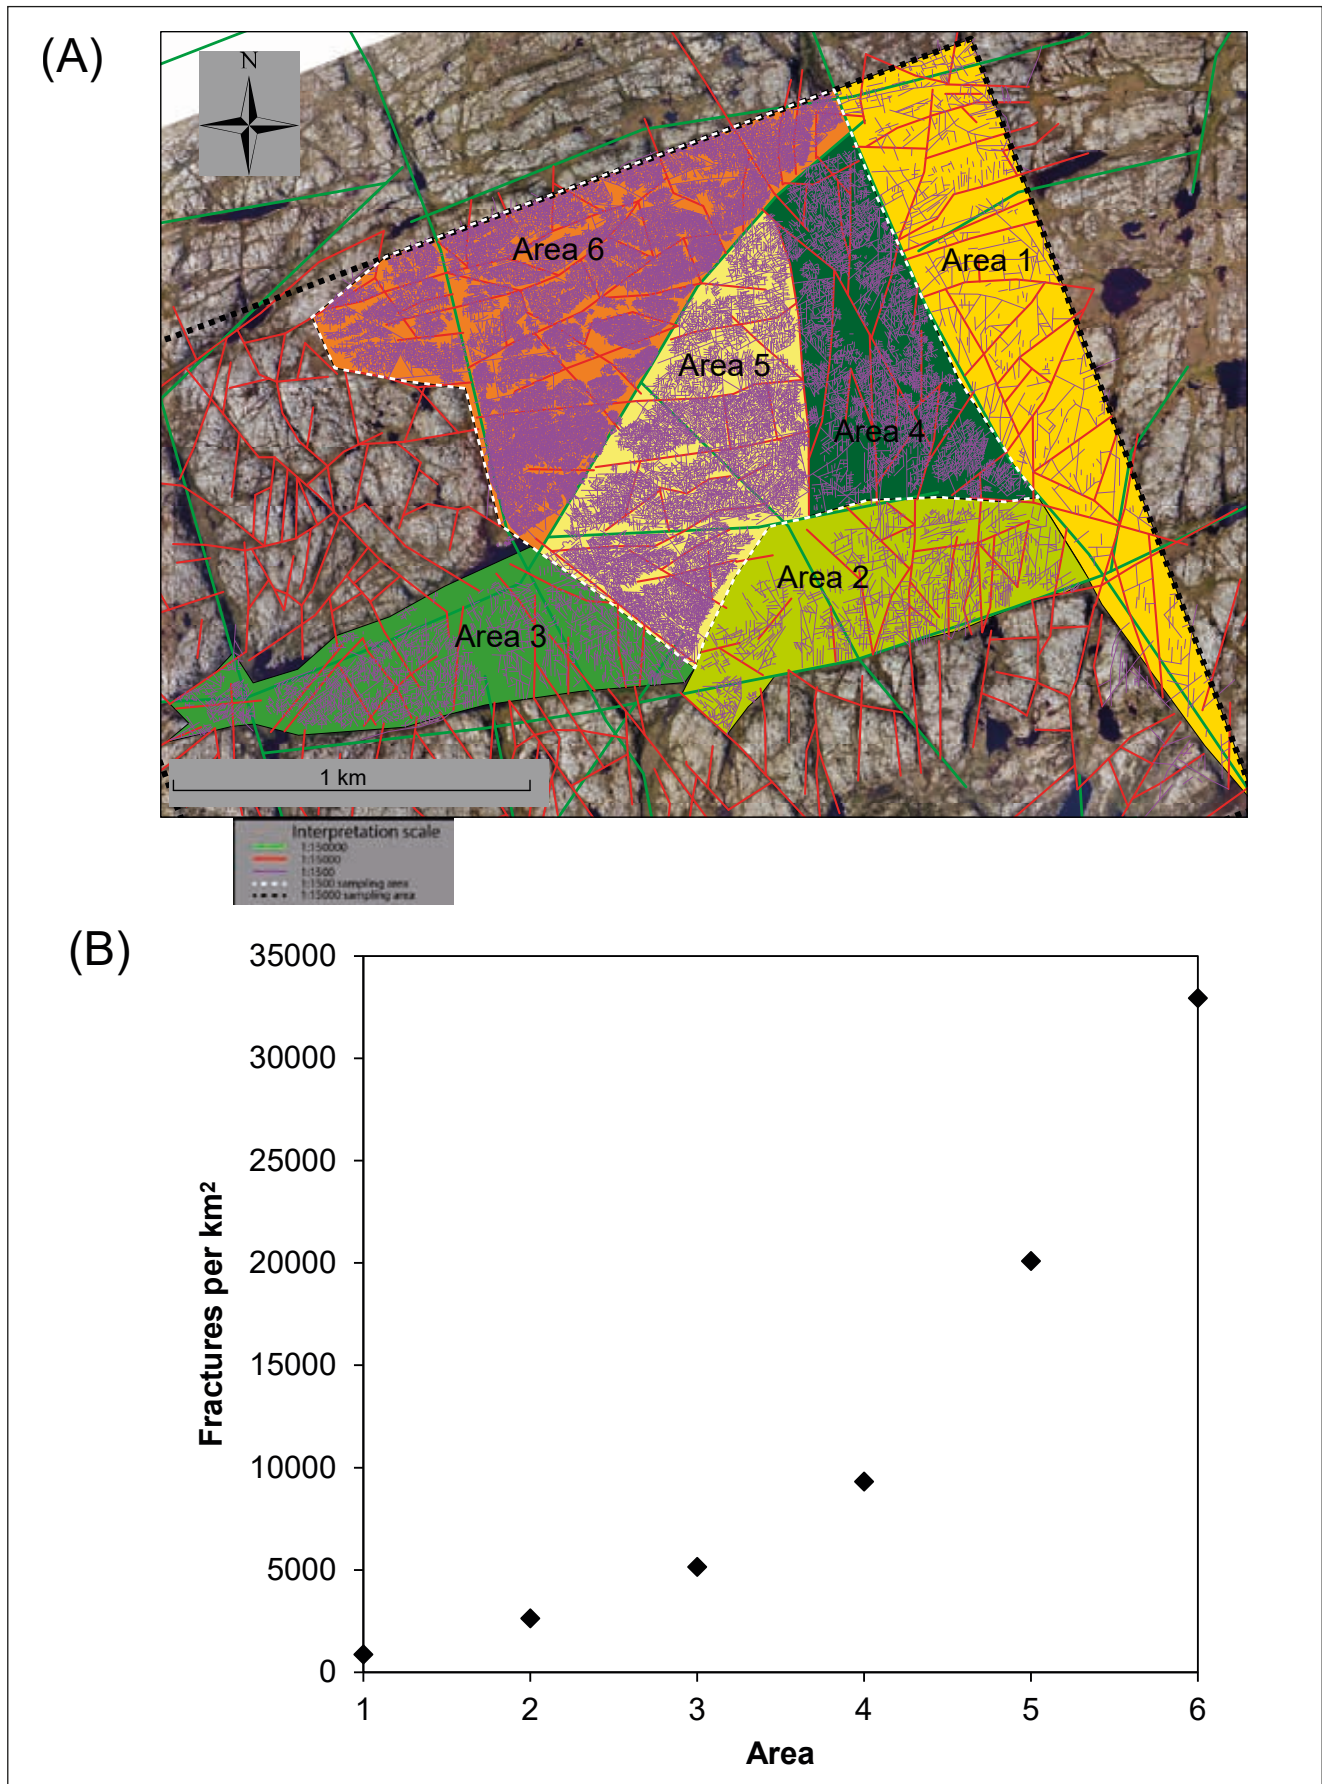 (A)
N
Area 6
Area 1
Area 5
Area 4
Area 2
Area 3
1 km
Interpretation scale
1:150000
1:15000
1:1500
1:1500 sampling area
1:15000 sampling area
(B)
35000
30000
25000
20000
15000
10000
5000
0
Fractures per km²
1 2 3 4 5 6
Area